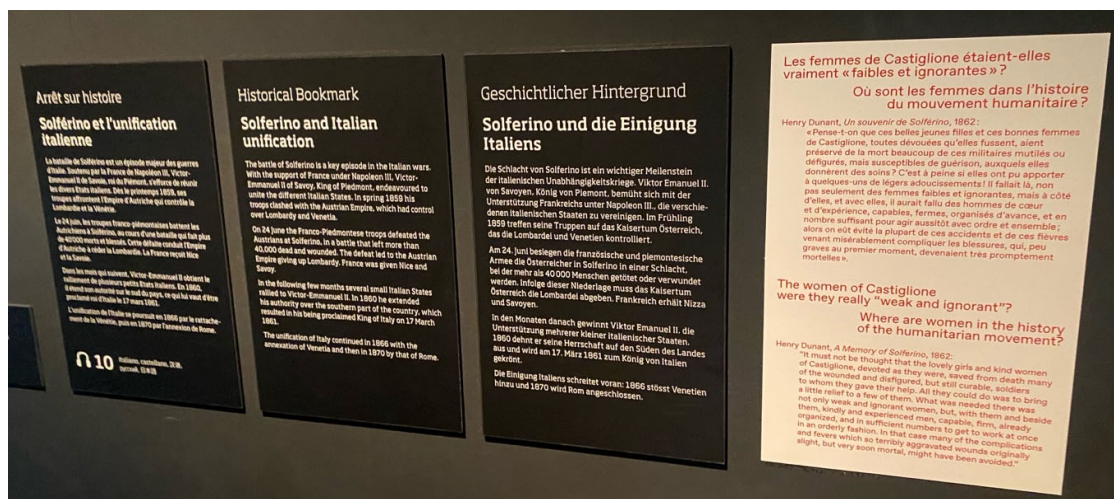 Arrêt sur histoire
Solférino et l'unification
italienne
La bataille de Solférino est un épisode majeur des guerres
d'Italie. Soutenu par la France de Napoléon III, Victor-
Emmanuel II de Savoie, roi du Piémont, s'efforce de réunir
les divers Etats italiens. Dès le printemps 1859, ses
troupes affrontent l'Empire d'Autriche qui contrôle la
Lombardie et la Vénétie.
Le 24 juin, les troupes franco-piémontaises battent les
Autrichiens à Solférino, au cours d'une bataille qui fait plus
de 40 000 morts et blessés. Cette défaite conduit l'Empire
d'Autriche à céder la Lombardie. La France reçoit Nice
et la Savoie.
Dans les mois qui suivent, Victor-Emmanuel II obtient le
ralliement de plusieurs petits Etats italiens. En 1860,
il étend son autorité sur le sud du pays, ce qui lui vaut d'être
proclamé roi d'Italie le 17 mars 1861.
L'unification de l'Italie se poursuit en 1866 par le rattache-
ment de la Vénétie, puis en 1870 par l'annexion de Rome.
10
italiano, castellano, 汉语,
русский, 日本語
Historical Bookmark
Solferino and Italian
unification
The battle of Solferino is a key episode in the Italian wars.
With the support of France under Napoleon III, Victor-
Emmanuel II of Savoy, King of Piedmont, endeavoured to
unite the different Italian States. In spring 1859 his
troops clashed with the Austrian Empire, which had control
over Lombardy and Venetia.
On 24 June the Franco-Piedmontese troops defeated the
Austrians at Solferino, in a battle that left more than
40,000 dead and wounded. The defeat led to the Austrian
Empire giving up Lombardy. France was given Nice and
Savoy.
In the following few months several small Italian States
rallied to Victor-Emmanuel II. In 1860 he extended
his authority over the southern part of the country, which
resulted in his being proclaimed King of Italy on 17 March
1861.
The unification of Italy continued in 1866 with the
annexation of Venetia and then in 1870 by that of Rome.
Geschichtlicher Hintergrund
Solferino und die Einigung
Italiens
Die Schlacht von Solferino ist ein wichtiger Meilenstein
der italienischen Unabhängigkeitskriege. Viktor Emanuel II.
von Savoyen, König von Piemont, bemüht sich mit der
Unterstützung Frankreichs unter Napoleon III., die verschie-
denen italienischen Staaten zu vereinigen. Im Frühling
1859 treffen seine Truppen auf das Kaisertum Österreich,
das die Lombardei und Venetien kontrolliert.
Am 24. Juni besiegen die französische und piemontesische
Armee die Österreicher in Solferino in einer Schlacht,
bei der mehr als 40 000 Menschen getötet oder verwundet
werden. Infolge dieser Niederlage muss das Kaisertum
Österreich die Lombardei abgeben. Frankreich erhält Nizza
und Savoyen.
In den Monaten danach gewinnt Viktor Emanuel II. die
Unterstützung mehrerer kleiner italienischer Staaten.
1860 dehnt er seine Herrschaft auf den Süden des Landes
aus und wird am 17. März 1861 zum König von Italien
gekrönt.
Die Einigung Italiens schreitet voran: 1866 stösst Venetien
hinzu und 1870 wird Rom angeschlossen.
Les femmes de Castiglione étaient-elles
vraiment «faibles et ignorantes»?
Où sont les femmes dans l'histoire
du mouvement humanitaire?
Henry Dunant, Un souvenir de Solférino, 1862:
«Pense-t-on que ces belles jeunes filles et ces bonnes femmes
de Castiglione, toutes dévouées qu'elles fussent, aient
préservé de la mort beaucoup de ces militaires mutilés ou
défigurés, mais susceptibles de guérison, auxquels elles
donnèrent des soins? C'est à peine si elles ont pu apporter
à quelques-uns de légers adoucissements! Il fallait là, non
pas seulement des femmes faibles et ignorantes, mais à côté
d'elles, et avec elles, il aurait fallu des hommes de cœur
et d'expérience, capables, fermes, organisés d'avance, et en
nombre suffisant pour agir aussitôt avec ordre et ensemble;
alors on eût évité la plupart de ces accidents et de ces fièvres
venant misérablement compliquer les blessures, qui, peu
graves au premier moment, devenaient très promptement
mortelles».
The women of Castiglione
were they really "weak and ignorant"?
Where are women in the history
of the humanitarian movement?
Henry Dunant, A Memory of Solferino, 1862:
"It must not be thought that the lovely girls and kind women
of Castiglione, devoted as they were, saved from death many
of the wounded and disfigured, but still curable, soldiers
to whom they gave their help. All they could do was to bring
a little relief to a few of them. What was needed there was
not only weak and ignorant women, but, with them and beside
them, kindly and experienced men, capable, firm, already
organized, and in sufficient numbers to get to work at once
in an orderly fashion. In that case many of the complications
and fevers which so terribly aggravated wounds originally
slight, but very soon mortal, might have been avoided."